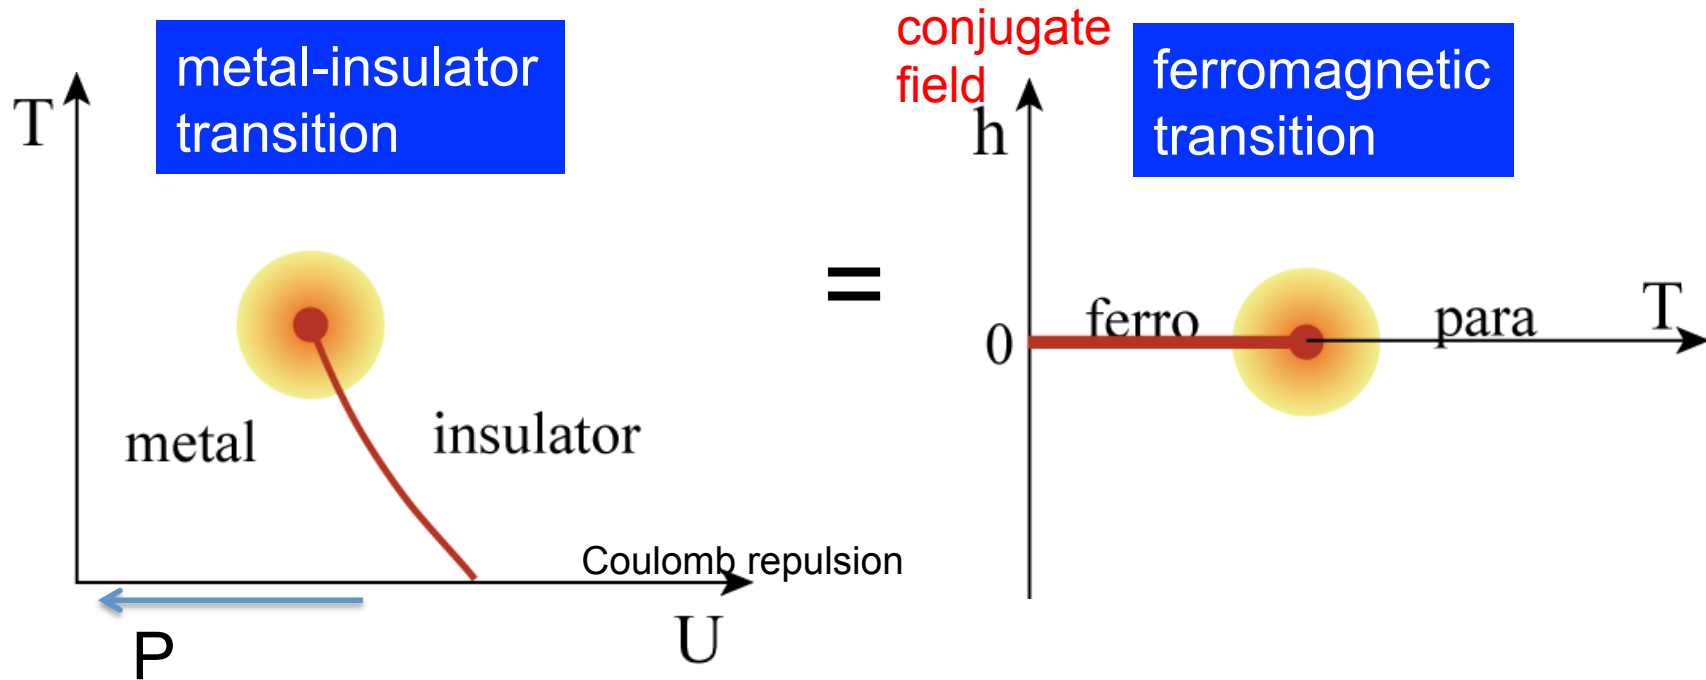 metal-insulator
transition
T
metal
insulator
Coulomb repulsion
U
P
=
conjugate
field
h
ferromagnetic
transition
0
ferro
para
T